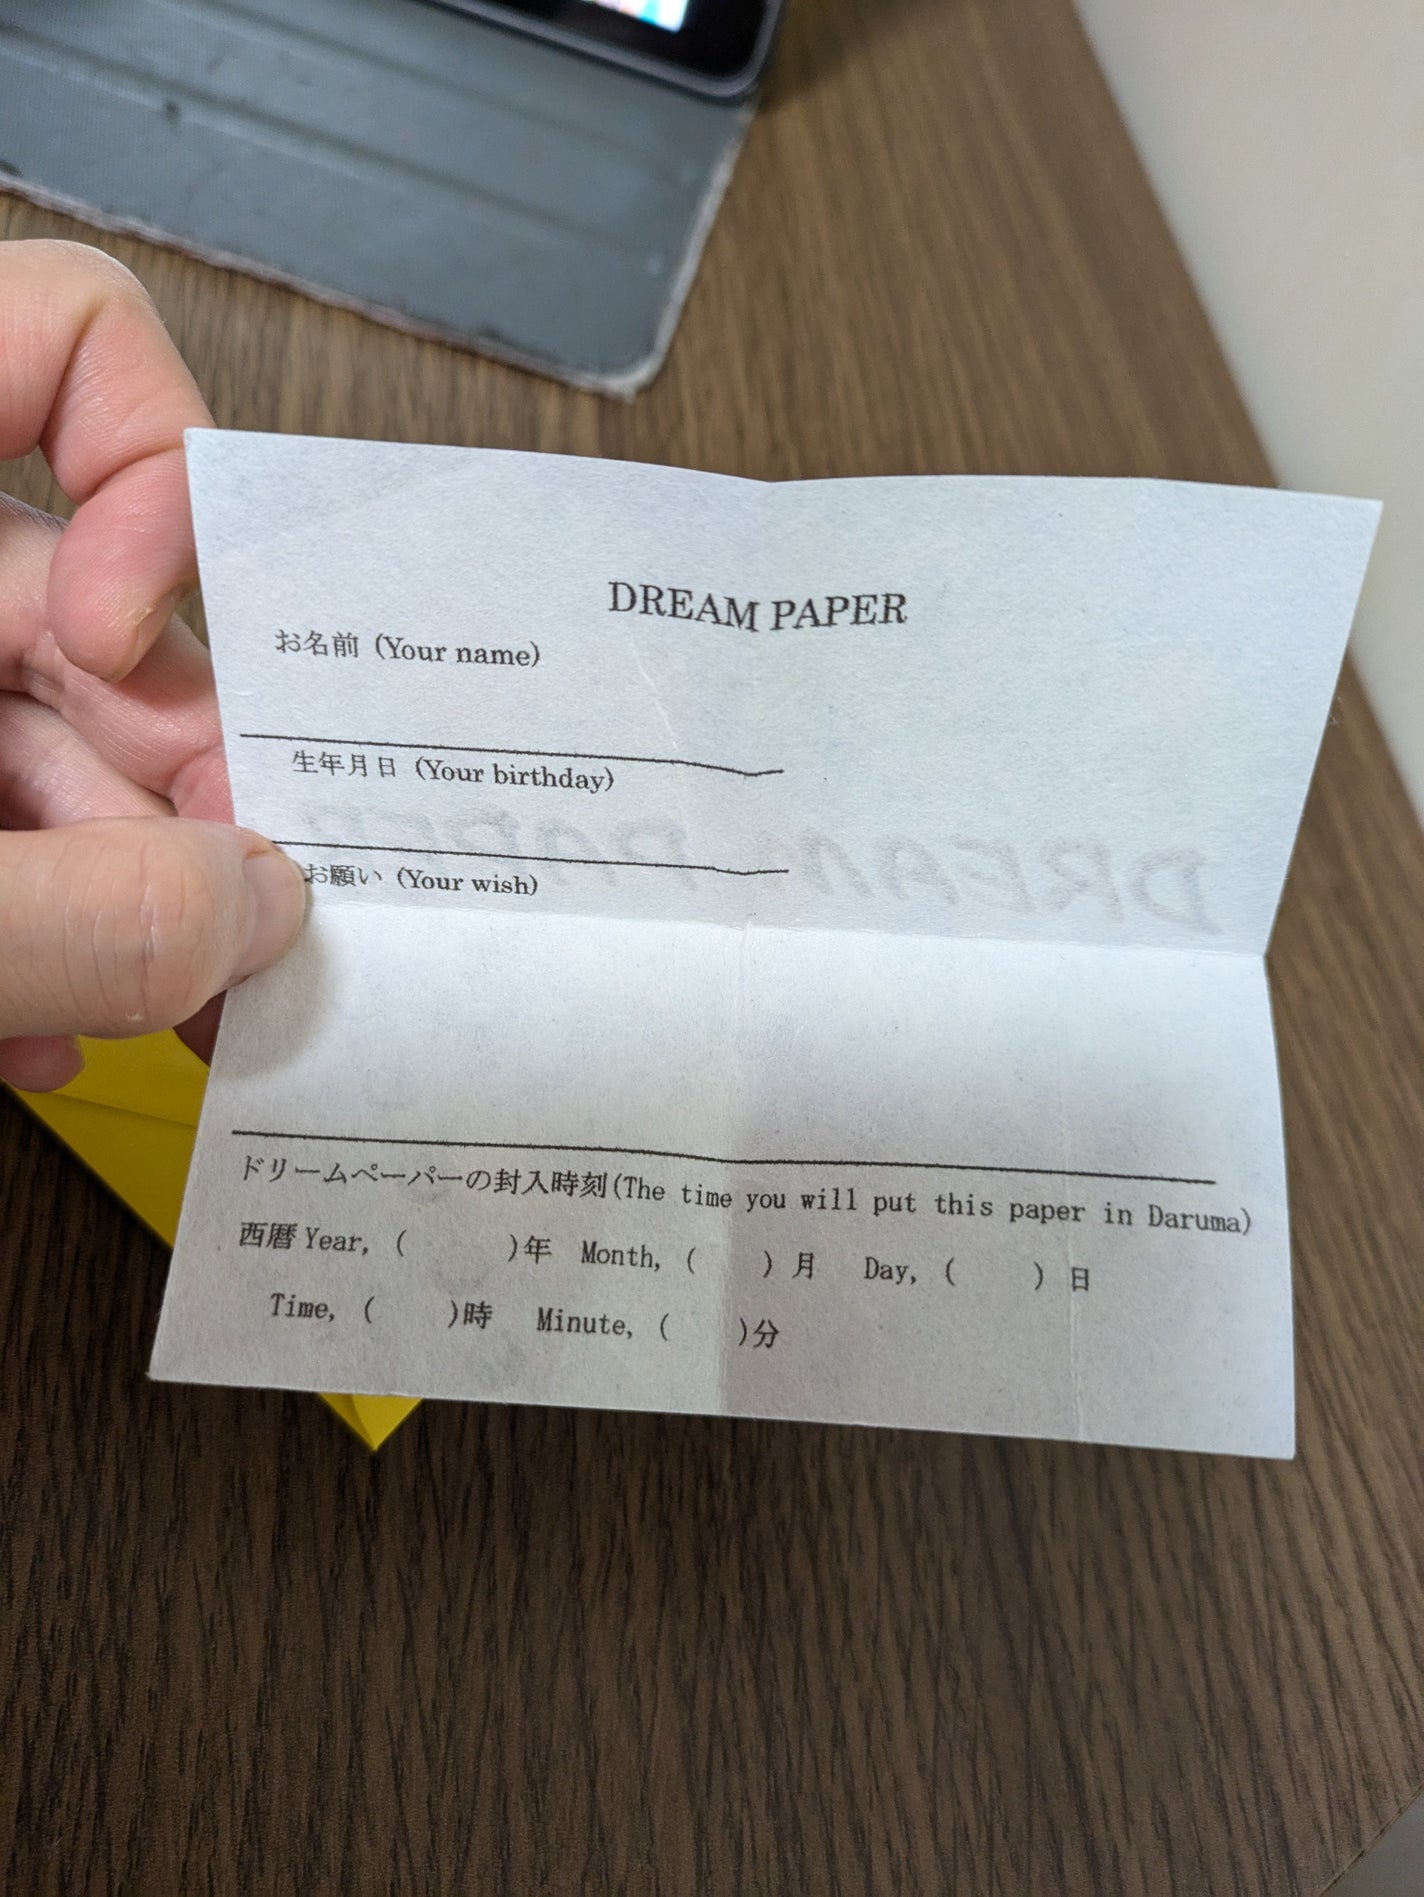 DREAM PAPER
お名前 (Your name)
生年月日 (Your birthday)
DREAM PAPER
お願い (Your wish)
ドリームペーパーの封入時刻(The time you will put this paper in Daruma)
西暦 Year, (　　　)年　Month, (　　) 月　Day, (　　) 日
Time, (　　)時　Minute, (　　)分